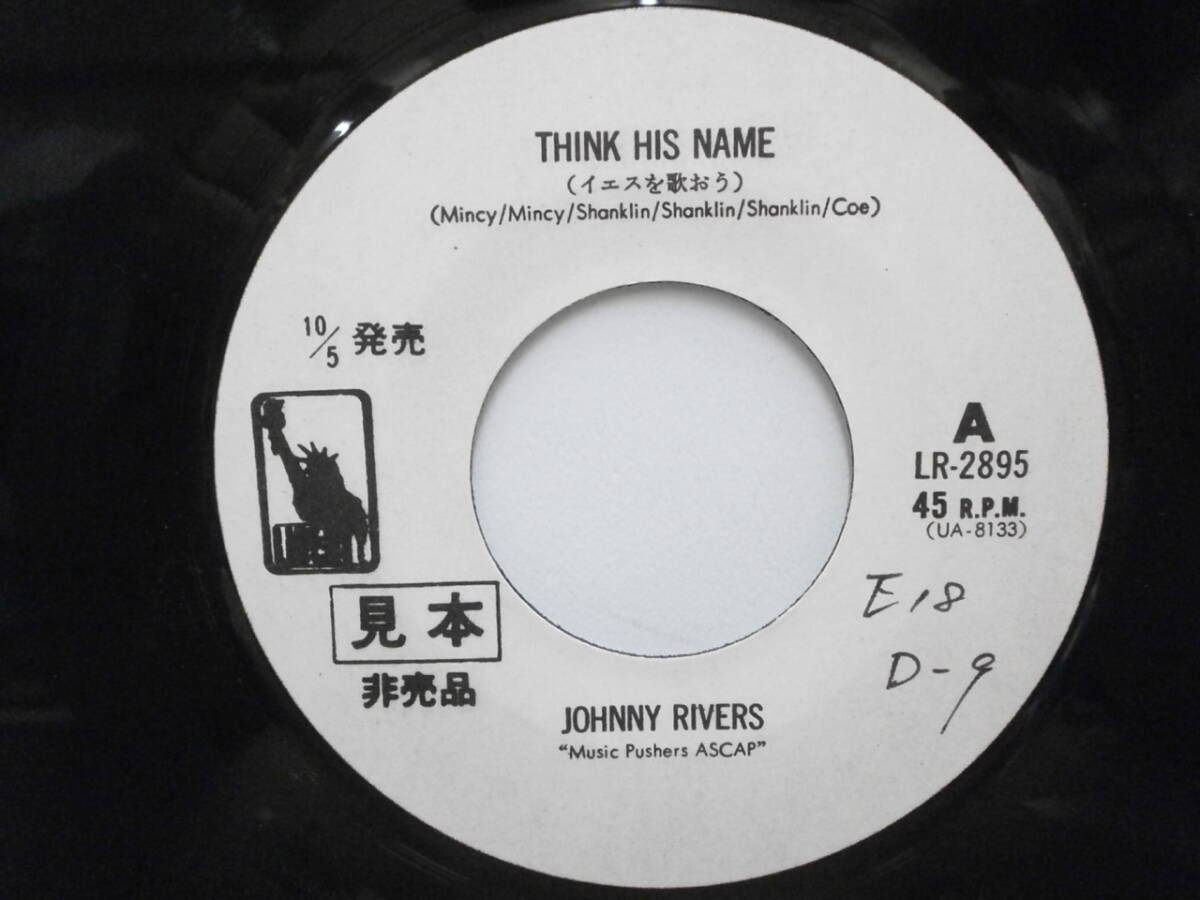 THINK HIS NAME
(イエスを歌おう)
(Mincy/Mincy/Shanklin/Shanklin/Shanklin/Coe)
10/5 発売
A
LR-2895
45 R.P.M.
(UA-8133)
E18
D-9
見本
非売品
JOHNNY RIVERS
"Music Pushers ASCAP"